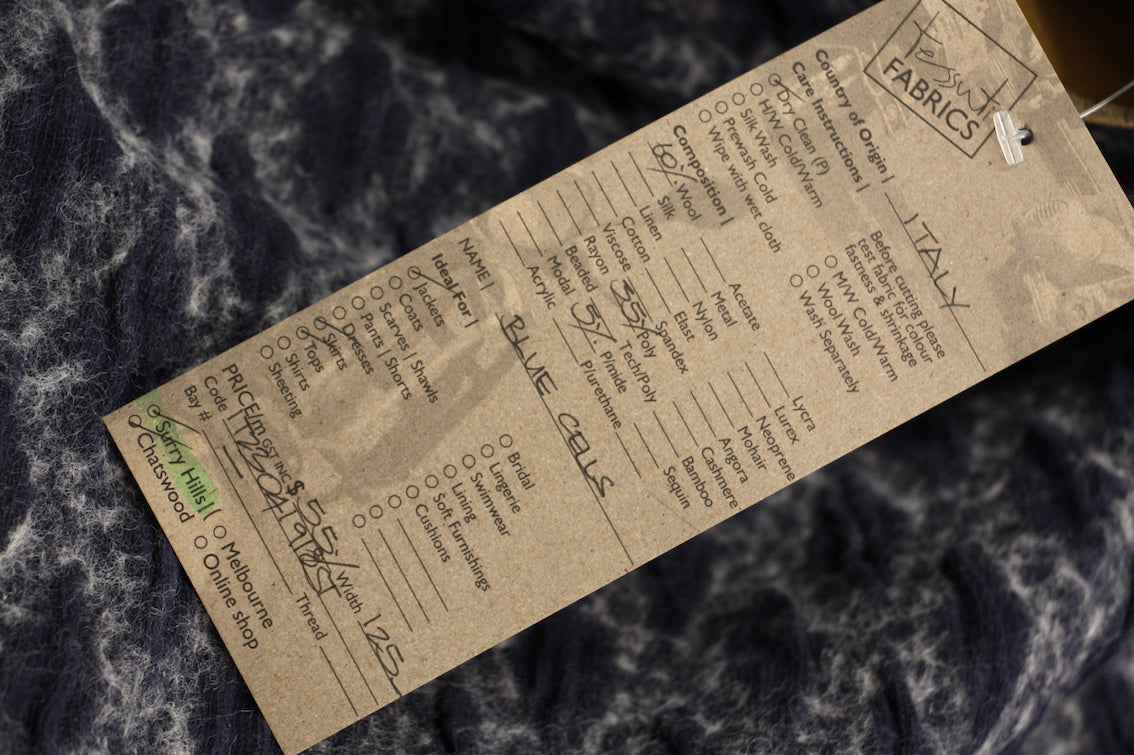 tessuti
FABRICS
Country of Origin | ITALY
Care Instructions |
Before cutting please
test fabric for colour
fastness & shrinkage
Dry Clean (P)
H/W Cold/Warm
Silk Wash
Prewash Cold
Wipe with wet cloth
M/W Cold/Warm
Wool Wash
Wash Separately
Composition |
60% Wool
Silk
Linen
Cotton
Viscose
Rayon
Beaded
Modal
Acrylic
Acetate
Metal
Nylon
Elast
Spandex
35% Poly
Tech/Poly
5% P/mide
P/urethane
Lycra
Lurex
Neoprene
Mohair
Angora
Cashmere
Bamboo
Sequin
NAME | BLUE CELLS
Ideal For |
Jackets
Coats
Scarves | Shawls
Pants | Shorts
Dresses
Skirts
Tops
Shirts
Sheeting
Bridal
Lingerie
Swimwear
Lining
Soft Furnishings
Cushions
PRICE/m GST INC $ 55/ Width 125
Code
Bay # Thread
Surry Hills | Melbourne
Chatswood Online shop